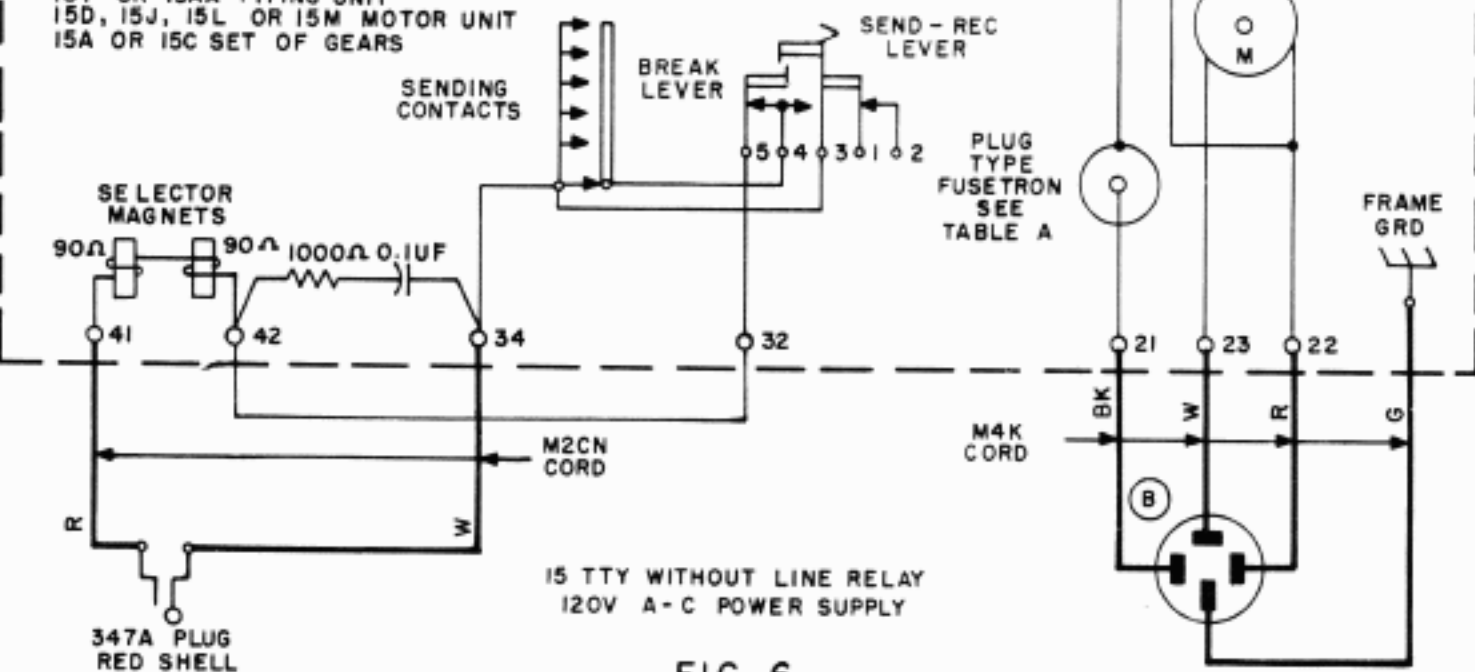 15D, 15J, 15L OR 15M MOTOR UNIT
15A OR 15C SET OF GEARS
SENDING
CONTACTS
BREAK
LEVER
SEND - REC
LEVER
M
5 4 3 1 2
PLUG
TYPE
FUSETRON
SEE
TABLE A
FRAME
GRD
SELECTOR
MAGNETS
90Ω
90Ω
1000Ω 0.1UF
41
42
34
32
21
23
22
BK
W
R
G
M2CN
CORD
M4K
CORD
B
R
W
15 TTY WITHOUT LINE RELAY
120V A-C POWER SUPPLY
347A PLUG
RED SHELL